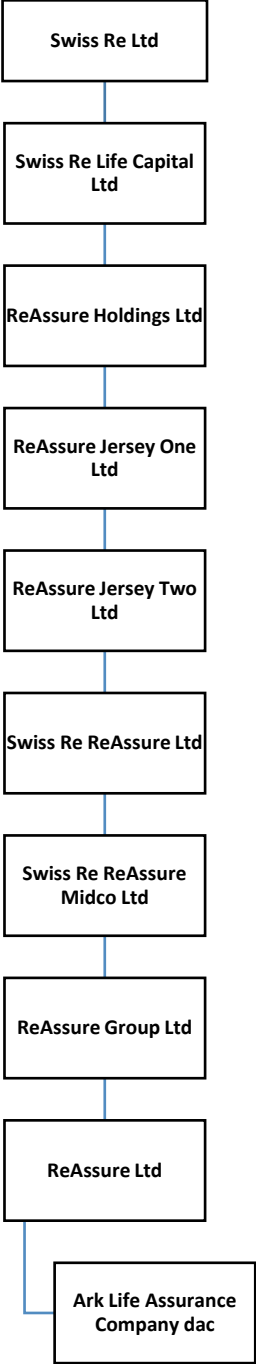 Swiss Re Ltd
Swiss Re Life Capital
Ltd
ReAssure Holdings Ltd
ReAssure Jersey One
Ltd
ReAssure Jersey Two
Ltd
Swiss Re ReAssure Ltd
Swiss Re ReAssure
Midco Ltd
ReAssure Group Ltd
ReAssure Ltd
Ark Life Assurance
Company dac